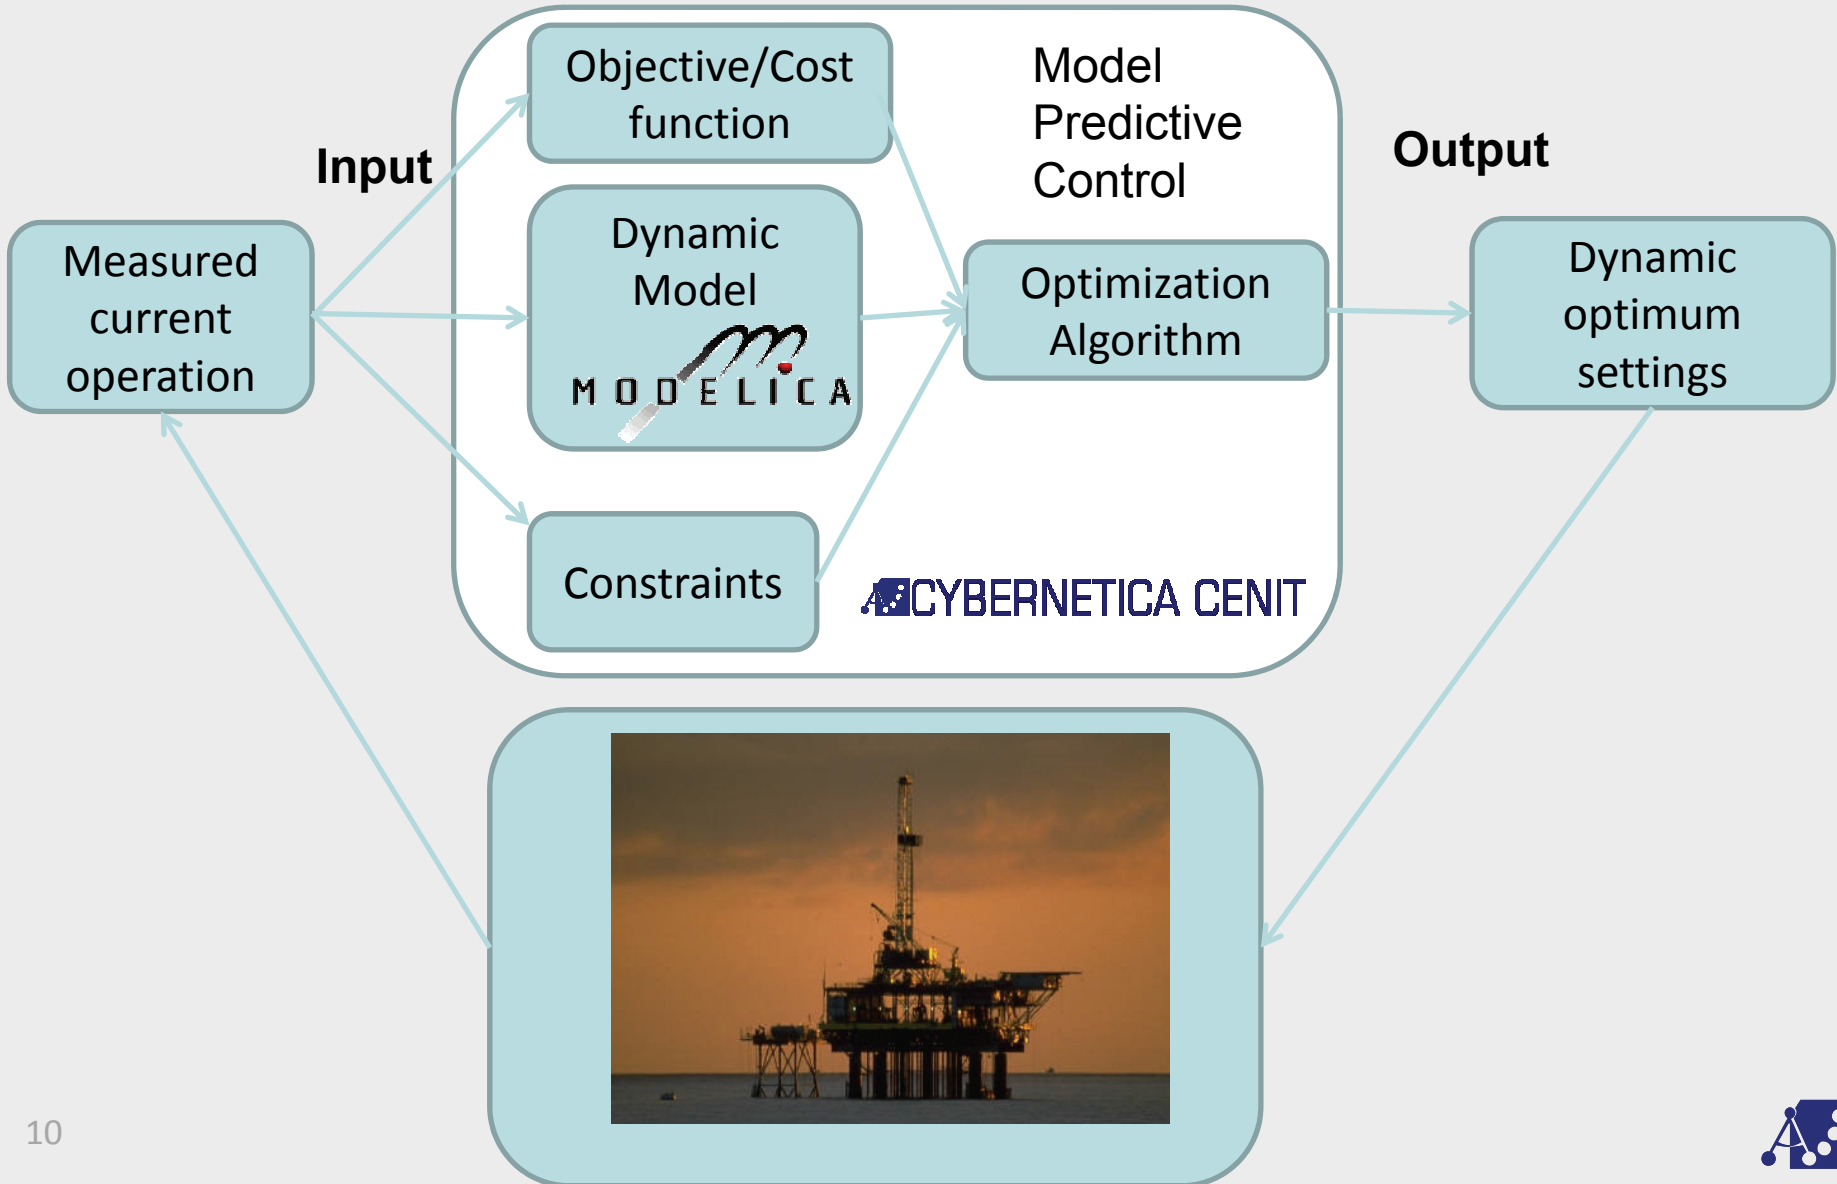 Objective/Cost
function
Model
Predictive
Control
Input
Output
Measured
current
operation
Dynamic
Model
MODELICA
Optimization
Algorithm
Dynamic
optimum
settings
Constraints
CYBERNETICA CENIT
10